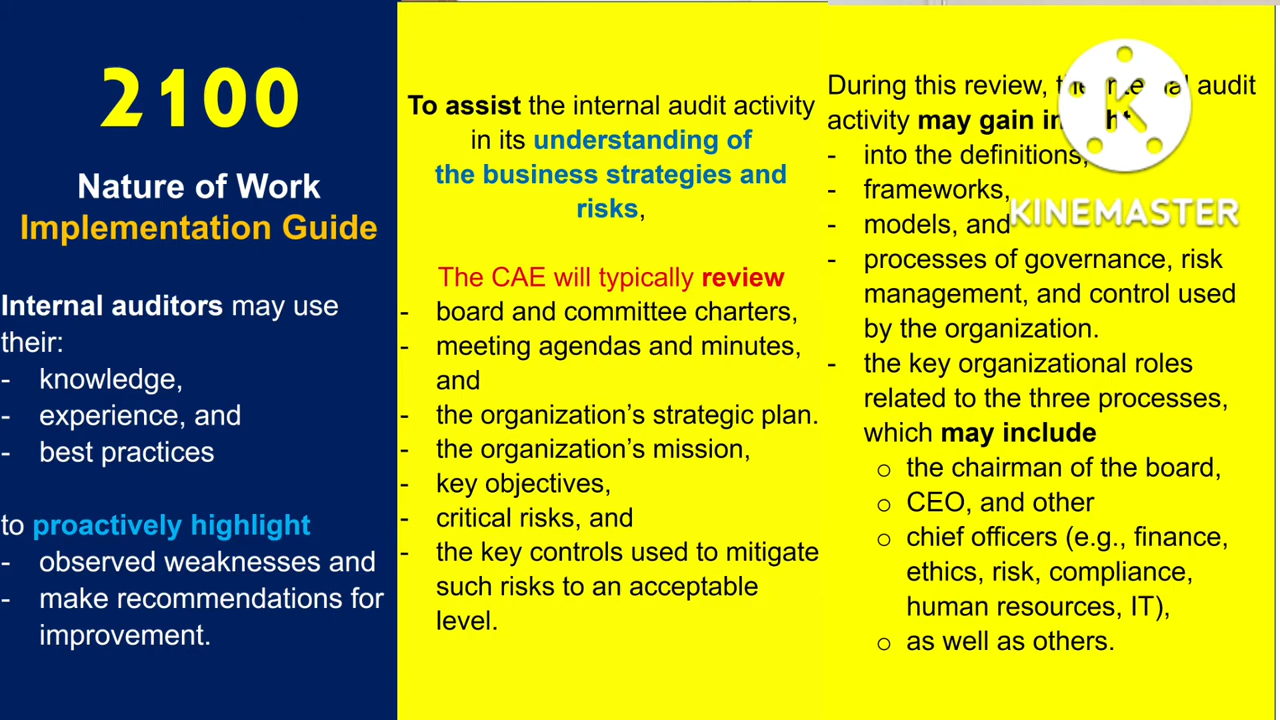 2100
Nature of Work
Implementation Guide
Internal auditors may use
their:
- knowledge,
- experience, and
- best practices
to proactively highlight
- observed weaknesses and
- make recommendations for
improvement.
To assist the internal audit activity
in its understanding of
the business strategies and
risks,
The CAE will typically review
- board and committee charters,
- meeting agendas and minutes,
and
- the organization’s strategic plan.
- the organization’s mission,
- key objectives,
- critical risks, and
- the key controls used to mitigate
such risks to an acceptable
level.
During this review, the internal audit
activity may gain insight
- into the definitions,
- frameworks,
- models, and
- processes of governance, risk
management, and control used
by the organization.
- the key organizational roles
related to the three processes,
which may include
o the chairman of the board,
o CEO, and other
o chief officers (e.g., finance,
ethics, risk, compliance,
human resources, IT),
o as well as others.
K
KINEMASTER